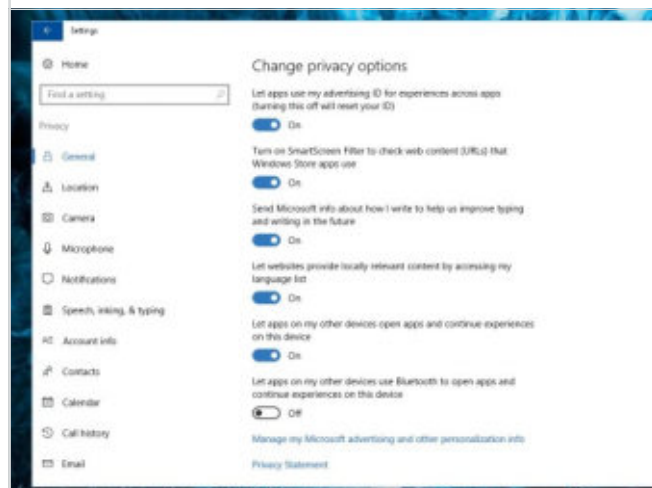 Settings
Home
Find a setting
Privacy
General
Location
Camera
Microphone
Notifications
Speech, inking, & typing
Account info
Contacts
Calendar
Call history
Email
Change privacy options
Let apps use my advertising ID for experiences across apps
(turning this off will reset your ID)
On
Turn on SmartScreen Filter to check web content (URLs) that
Windows Store apps use
On
Send Microsoft info about how I write to help us improve typing
and writing in the future
On
Let websites provide locally relevant content by accessing my
language list
On
Let apps on my other devices open apps and continue experiences
on this device
On
Let apps on my other devices use Bluetooth to open apps and
continue experiences on this device
Off
Manage my Microsoft advertising and other personalization info
Privacy Statement